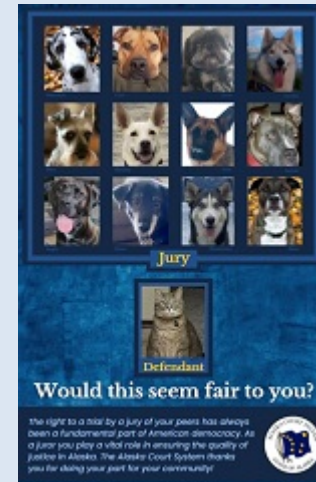 Jury
Defendant
Would this seem fair to you?
The right to a trial by a jury of your peers has always
been a fundamental part of American democracy. As
a juror you play a vital role in ensuring the quality of
justice in Alaska. The Alaska Court System thanks
you for doing your part for your community!